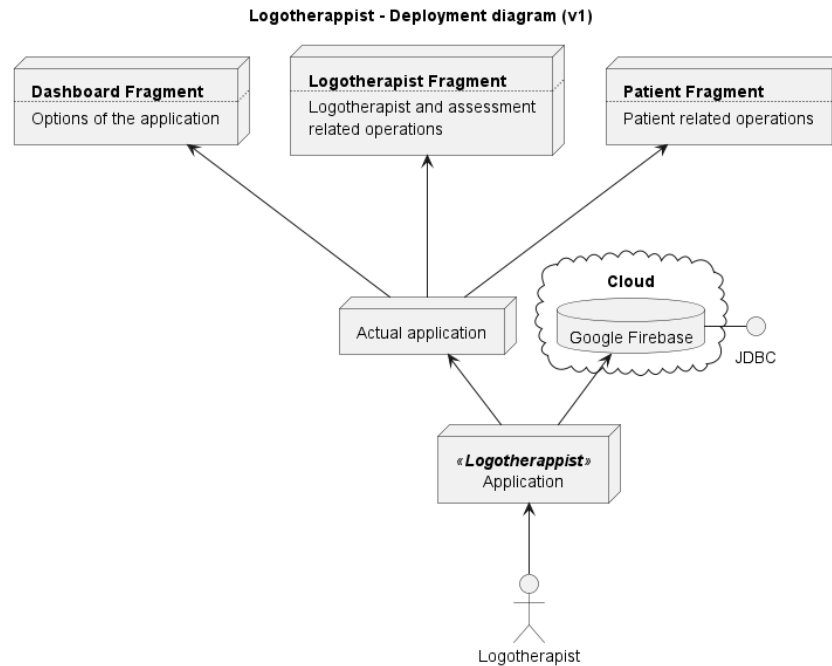 Logotherappist - Deployment diagram (v1)
Dashboard Fragment
Options of the application
Logotherapist Fragment
Logotherapist and assessment
related operations
Patient Fragment
Patient related operations
Actual application
Cloud
Google Firebase
JDBC
«Logotherappist»
Application
Logotherapist